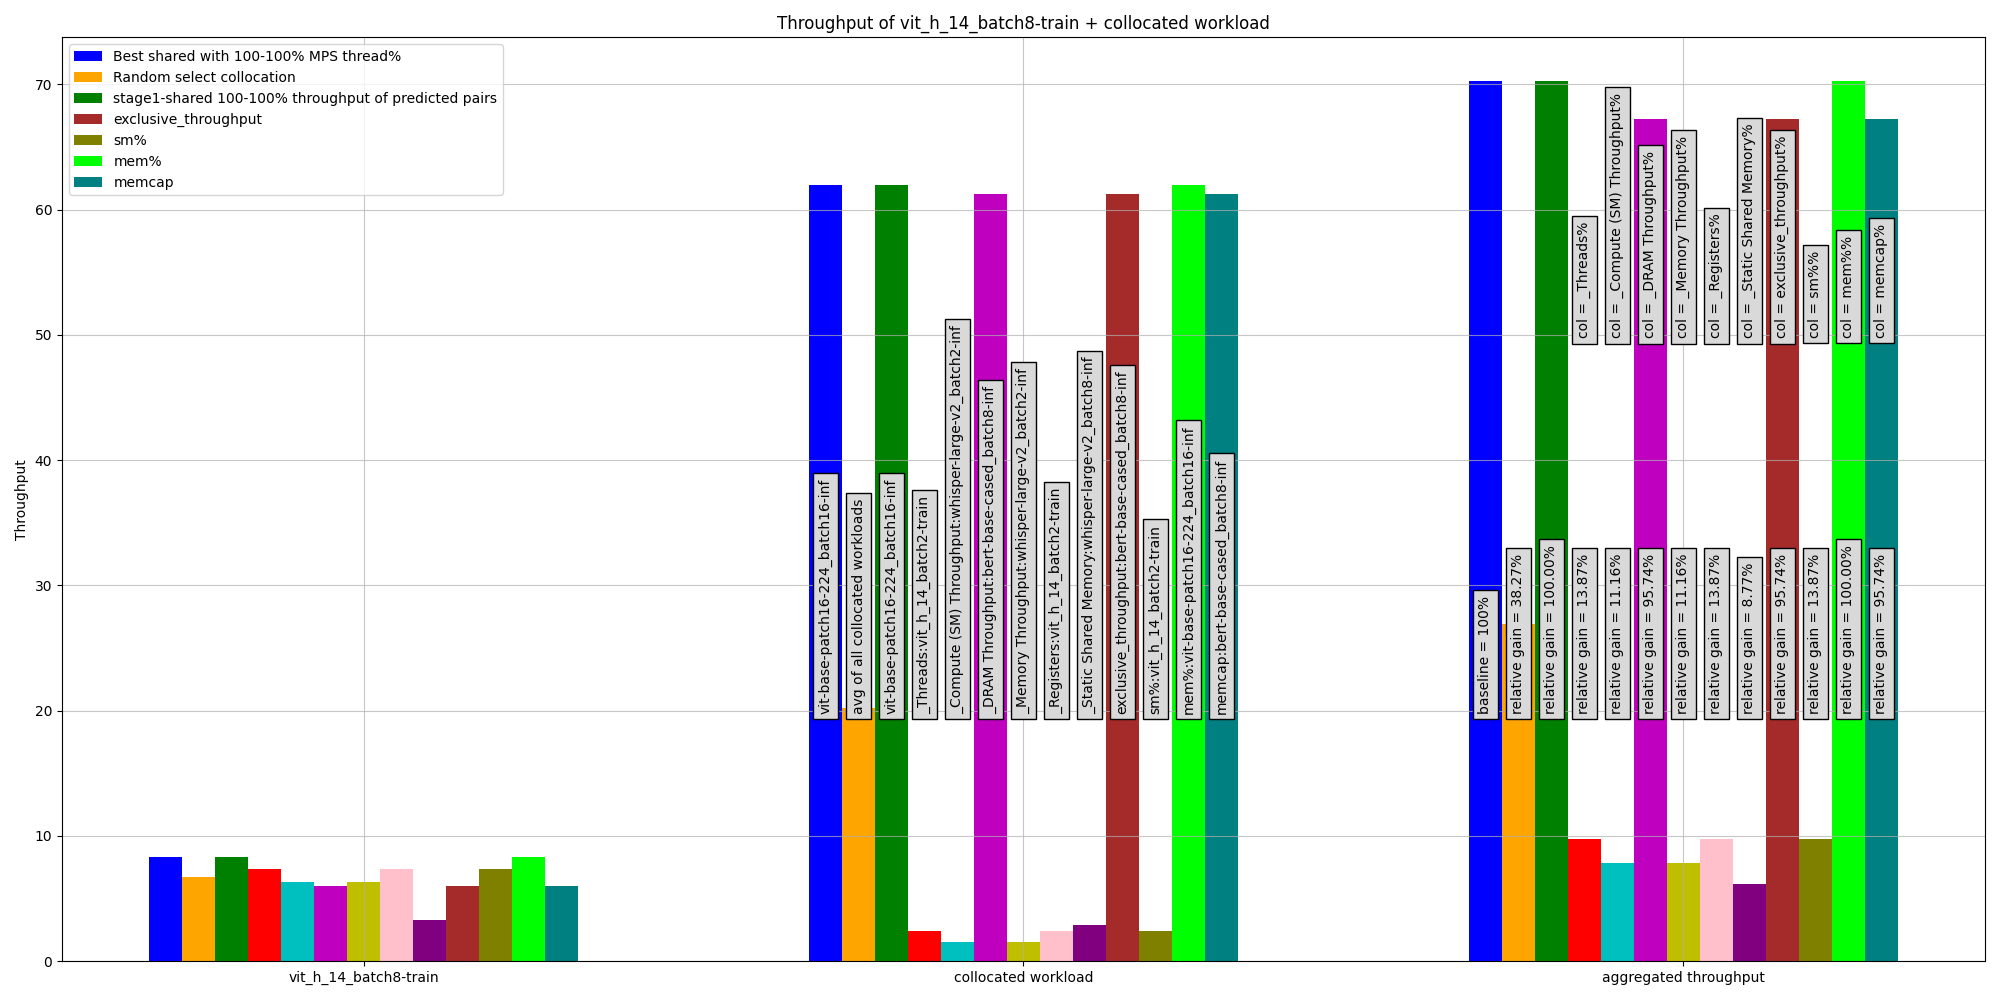 Throughput of vit_h_14_batch8-train + collocated workload
Best shared with 100-100% MPS thread%
Random select collocation
stage1-shared 100-100% throughput of predicted pairs
exclusive_throughput
sm%
mem%
memcap
Throughput
70
60
50
40
30
20
10
0
vit-base-patch16-224_batch16-inf
avg of all collocated workloads
vit-base-patch16-224_batch16-inf
_Threads:vit_h_14_batch2-train
_Compute (SM) Throughput:whisper-large-v2_batch2-inf
_DRAM Throughput:bert-base-cased_batch8-inf
_Memory Throughput:whisper-large-v2_batch2-inf
_Registers:vit_h_14_batch2-train
_Static Shared Memory:whisper-large-v2_batch8-inf
exclusive_throughput:bert-base-cased_batch8-inf
sm%:vit_h_14_batch2-train
mem%:vit-base-patch16-224_batch16-inf
memcap:bert-base-cased_batch8-inf
col = _Threads%
col = _Compute (SM) Throughput%
col = _DRAM Throughput%
col = _Memory Throughput%
col = _Registers%
col = _Static Shared Memory%
col = exclusive_throughput%
col = sm%%
col = mem%%
col = memcap%
baseline = 100%
relative gain = 38.27%
relative gain = 100.00%
relative gain = 13.87%
relative gain = 11.16%
relative gain = 95.74%
relative gain = 11.16%
relative gain = 13.87%
relative gain = 8.77%
relative gain = 95.74%
relative gain = 13.87%
relative gain = 100.00%
relative gain = 95.74%
vit_h_14_batch8-train
collocated workload
aggregated throughput